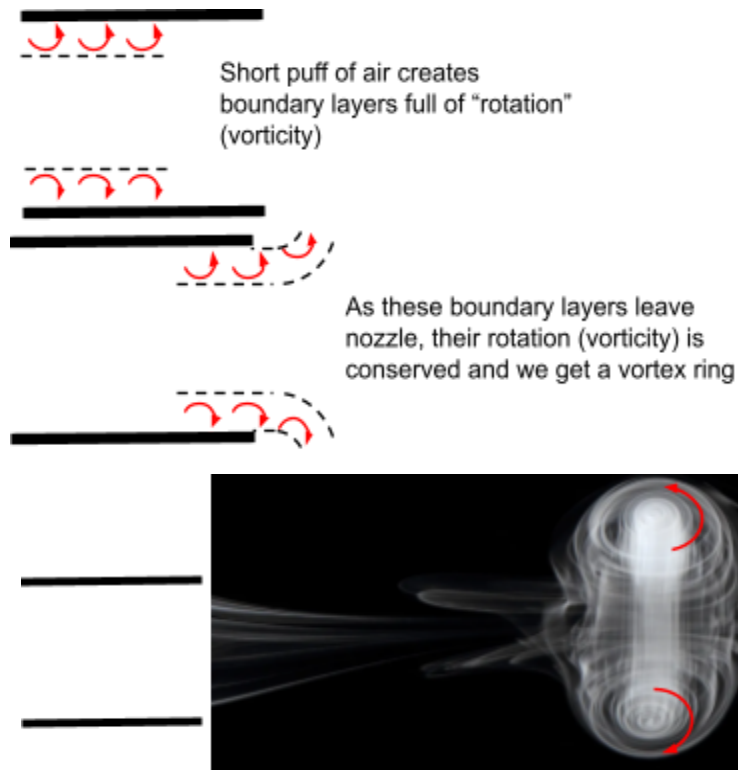 Short puff of air creates
boundary layers full of “rotation”
(vorticity)
As these boundary layers leave
nozzle, their rotation (vorticity) is
conserved and we get a vortex ring